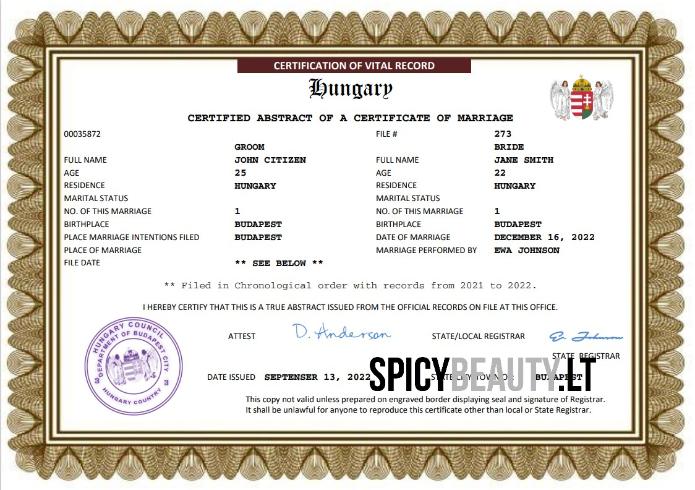 CERTIFICATION OF VITAL RECORD
Hungary
CERTIFIED ABSTRACT OF A CERTIFICATE OF MARRIAGE
00035872 FILE # 273
GROOM BRIDE
FULL NAME JOHN CITIZEN FULL NAME JANE SMITH
AGE 25 AGE 22
RESIDENCE HUNGARY RESIDENCE HUNGARY
MARITAL STATUS MARITAL STATUS
NO. OF THIS MARRIAGE 1 NO. OF THIS MARRIAGE 1
BIRTHPLACE BUDAPEST BIRTHPLACE BUDAPEST
PLACE MARRIAGE INTENTIONS FILED BUDAPEST DATE OF MARRIAGE DECEMBER 16, 2022
PLACE OF MARRIAGE MARRIAGE PERFORMED BY EWA JOHNSON
FILE DATE ** SEE BELOW **
** Filed in Chronological order with records from 2021 to 2022.
I HEREBY CERTIFY THAT THIS IS A TRUE ABSTRACT ISSUED FROM THE OFFICIAL RECORDS ON FILE AT THIS OFFICE.
HUNGARY COUNCIL
DEPARTMENT OF BUDAPEST CITY
HUNGARY COUNTRY
ATTEST D. Anderson STATE/LOCAL REGISTRAR E. Johnson
STATE REGISTRAR
DATE ISSUED SEPTENSER 13, 2022 BUDAPEST
SPICYBEAUTY.LT
This copy not valid unless prepared on engraved border displaying seal and signature of Registrar.
It shall be unlawful for anyone to reproduce this certificate other than local or State Registrar.